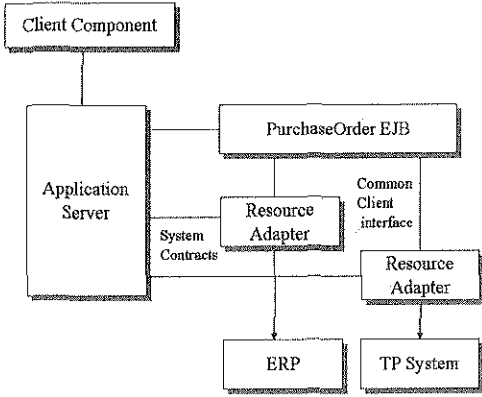 Client Component
PurchaseOrder EJB
Application
Server
Common
Client
interface
Resource
Adapter
System
Contracts
Resource
Adapter
ERP
TP System